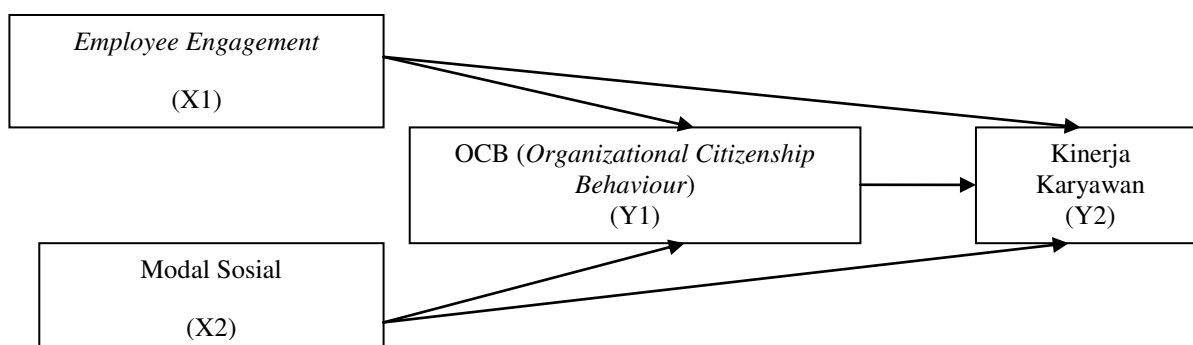 Employee Engagement
(X1)
OCB (Organizational Citizenship
Behaviour)
(Y1)
Kinerja
Karyawan
(Y2)
Modal Sosial
(X2)